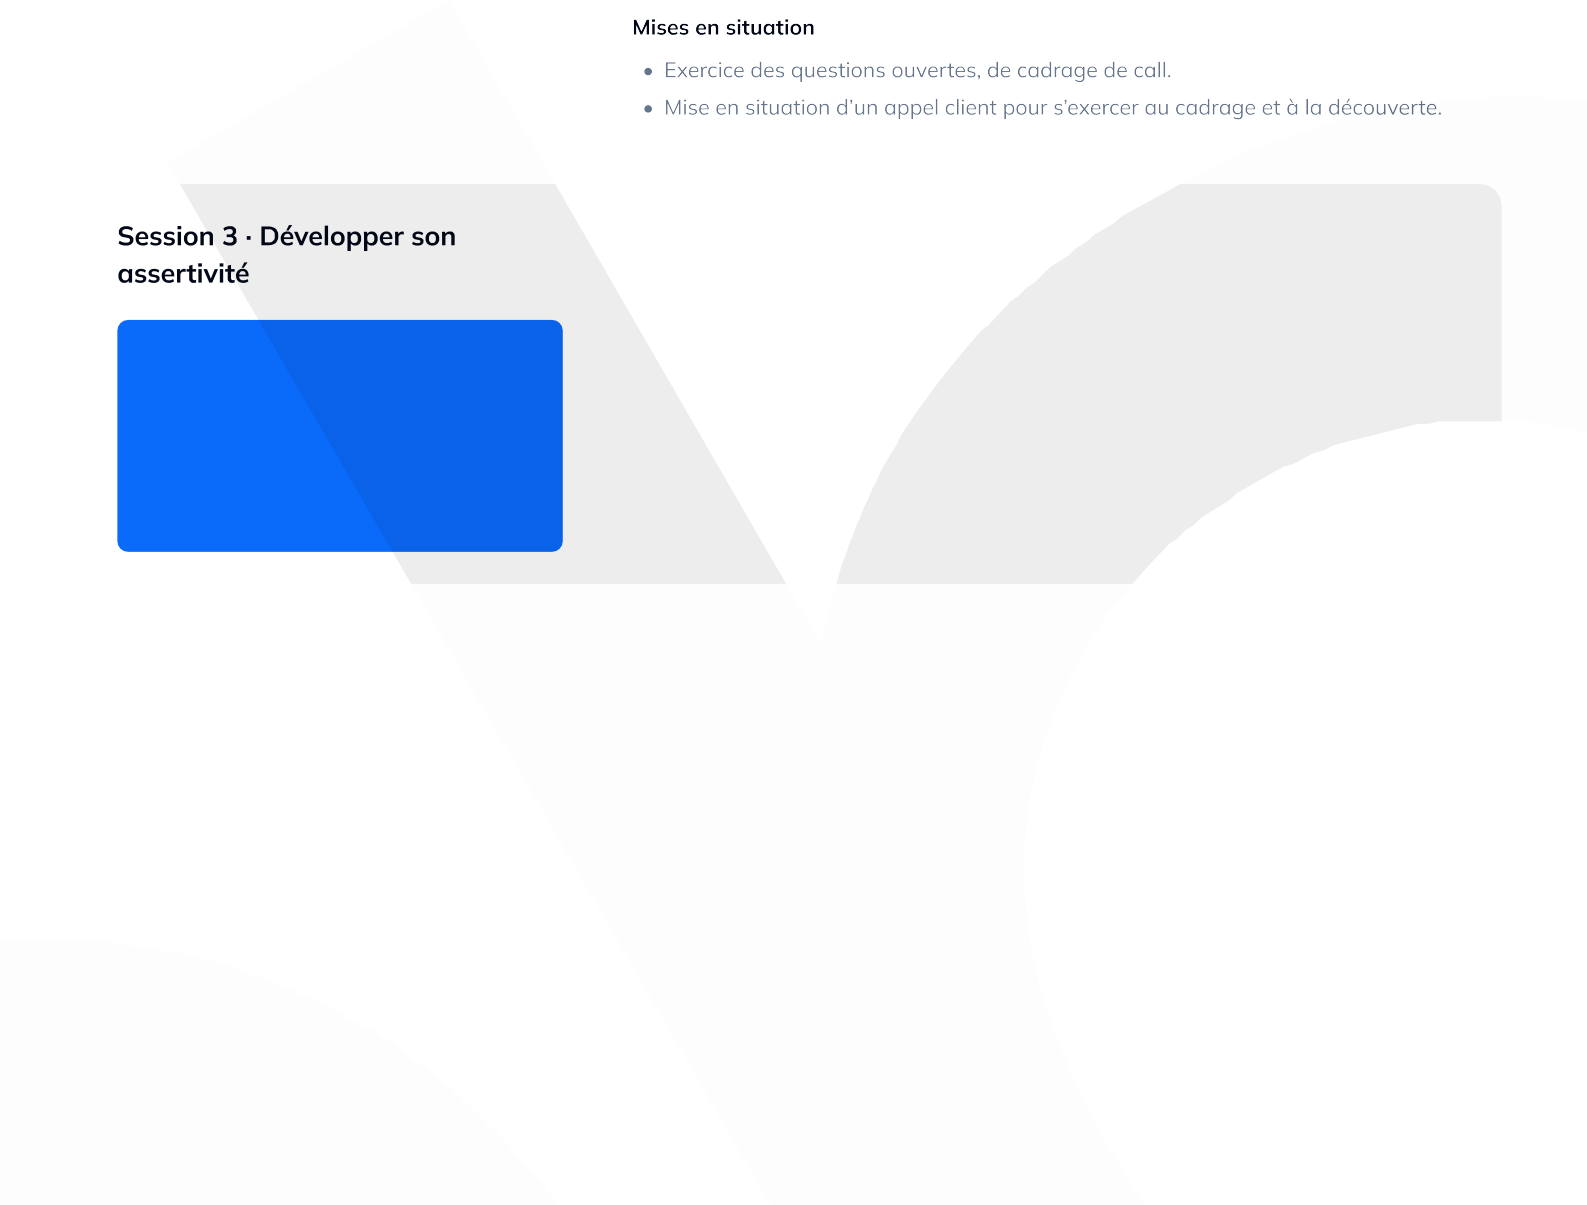 Mises en situation
• Exercice des questions ouvertes, de cadrage de call.
• Mise en situation d’un appel client pour s’exercer au cadrage et à la découverte.
Session 3 · Développer son
assertivité